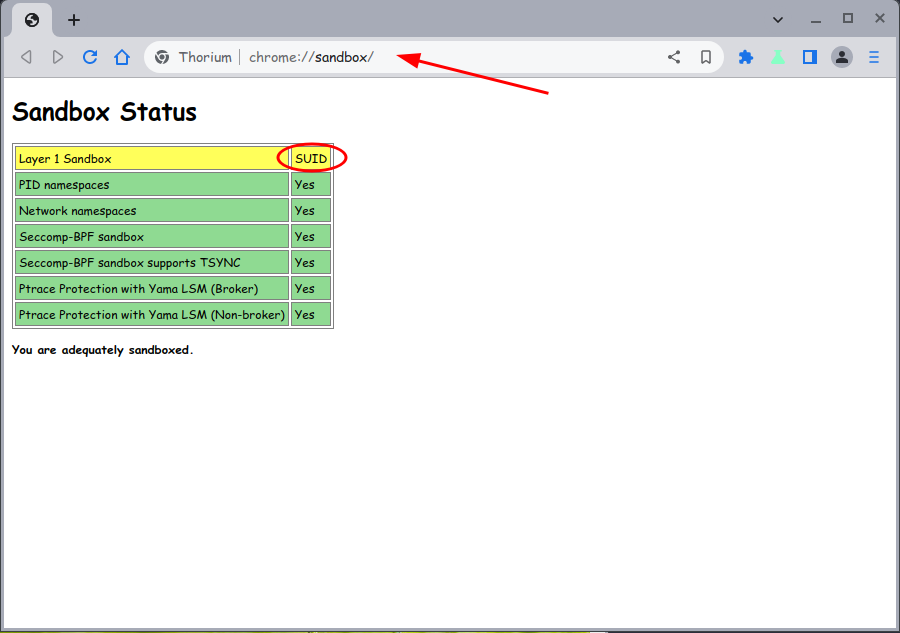 Thorium chrome://sandbox/
Sandbox Status
Layer 1 Sandbox SUID
PID namespaces Yes
Network namespaces Yes
Seccomp-BPF sandbox Yes
Seccomp-BPF sandbox supports TSYNC Yes
Ptrace Protection with Yama LSM (Broker) Yes
Ptrace Protection with Yama LSM (Non-broker) Yes
You are adequately sandboxed.